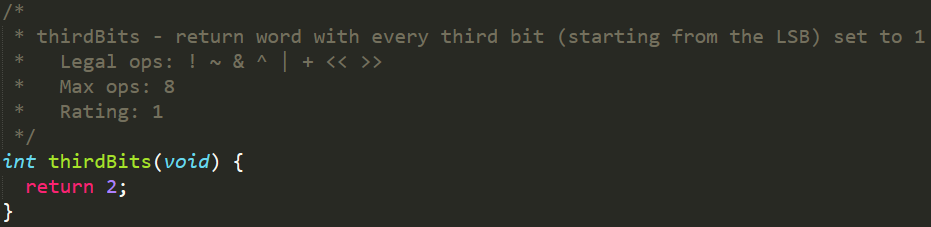 /*
 * thirdBits - return word with every third bit (starting from the LSB) set to 1
 *   Legal ops: ! ~ & ^ | + << >>
 *   Max ops: 8
 *   Rating: 1
 */
int thirdBits(void) {
  return 2;
}